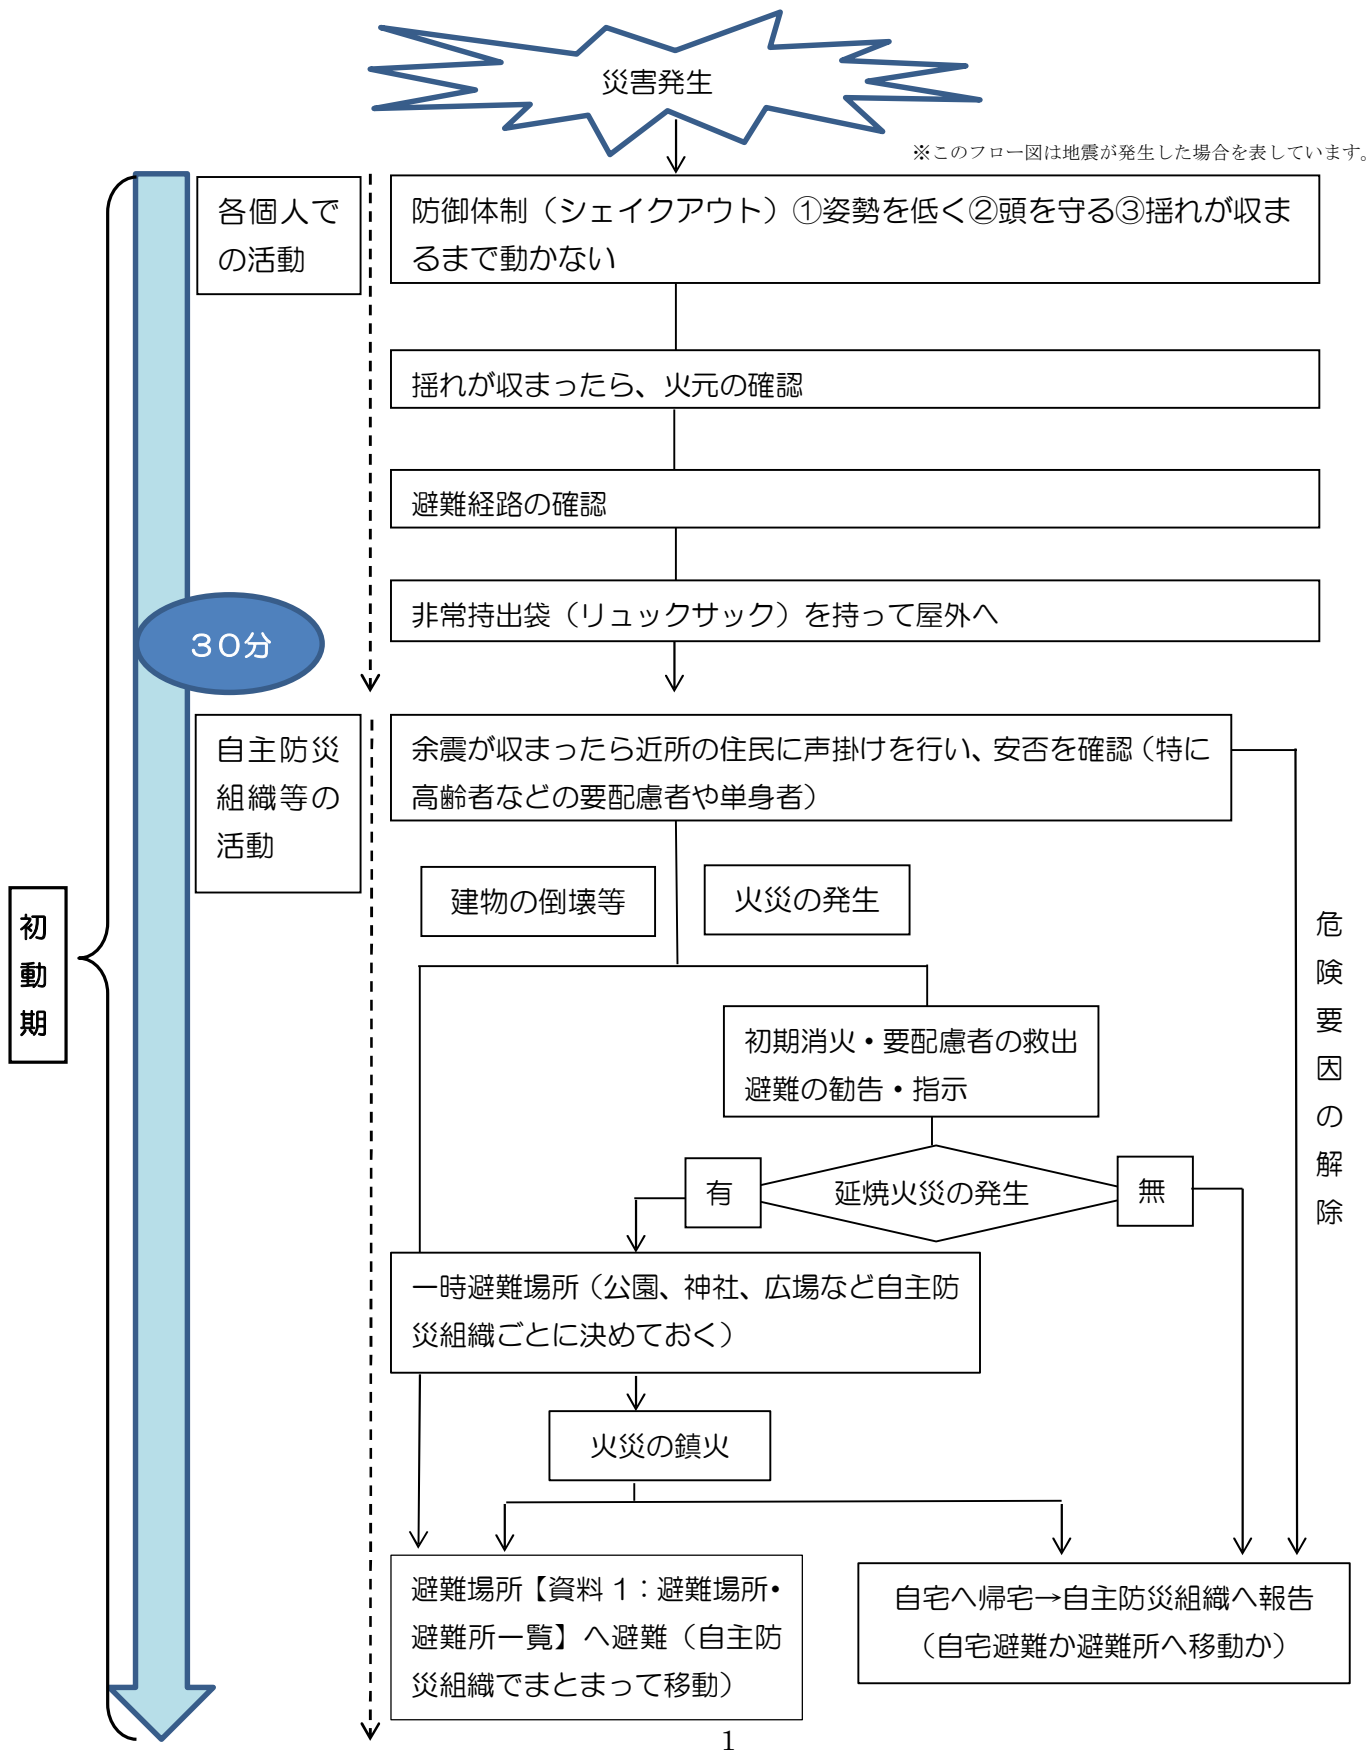 災害発生
※このフロー図は地震が発生した場合を表しています。
各個人で
の活動
防御体制（シェイクアウト）①姿勢を低く②頭を守る③揺れが収ま
るまで動かない
揺れが収まったら、火元の確認
避難経路の確認
非常持出袋（リュックサック）を持って屋外へ
３０分
自主防災
組織等の
活動
余震が収まったら近所の住民に声掛けを行い、安否を確認（特に
高齢者などの要配慮者や単身者）
建物の倒壊等
火災の発生
初動期
危険要因の解除
初期消火・要配慮者の救出
避難の勧告・指示
有
延焼火災の発生
無
一時避難場所（公園、神社、広場など自主防
災組織ごとに決めておく）
火災の鎮火
避難場所【資料 1：避難場所・
避難所一覧】へ避難（自主防
災組織でまとまって移動）
自宅へ帰宅→自主防災組織へ報告
（自宅避難か避難所へ移動か）
1